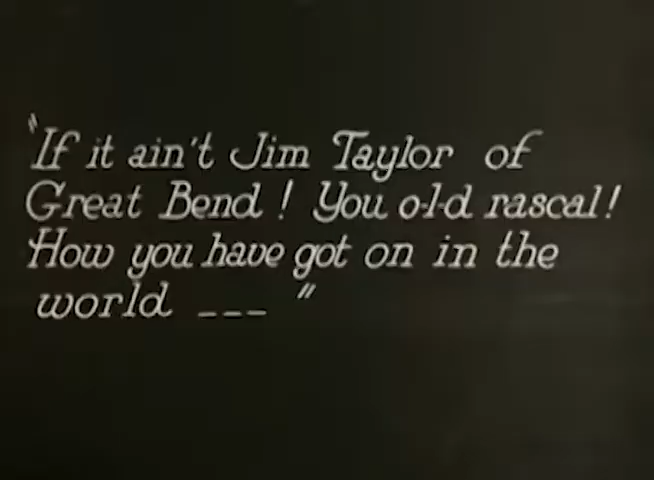 "If it ain't Jim Taylor of
Great Bend! You o-l-d rascal!
How you have got on in the
world ___ "